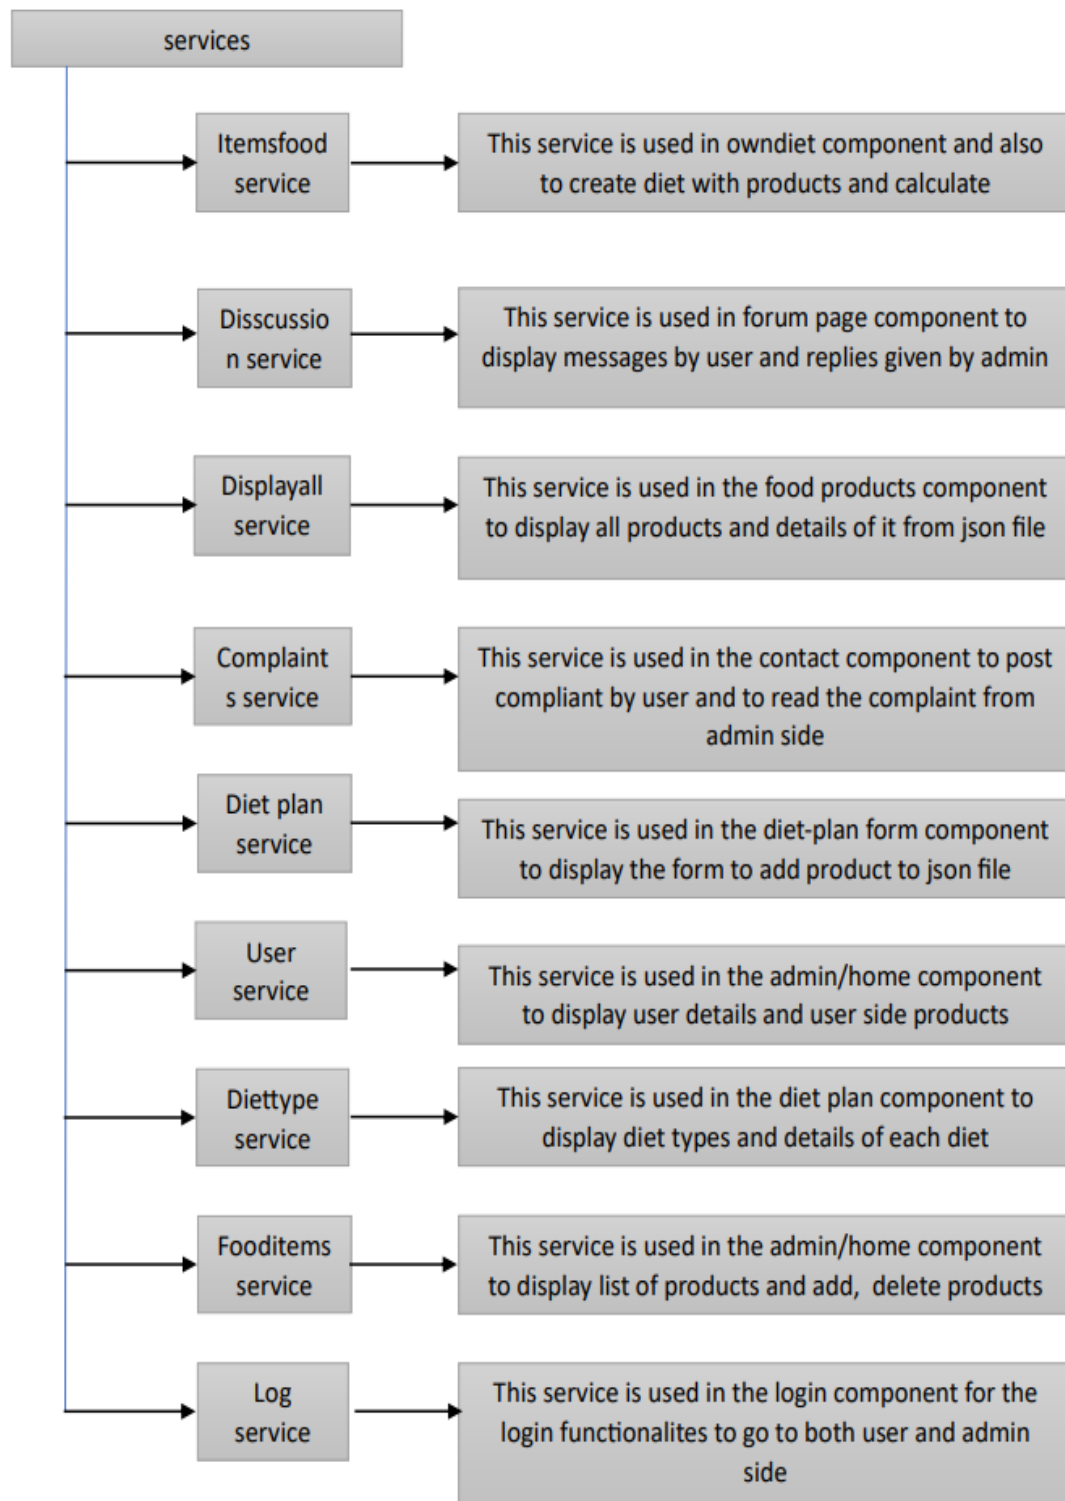 services
Itemsfood
service
This service is used in owndiet component and also
to create diet with products and calculate
Disscussio
n service
This service is used in forum page component to
display messages by user and replies given by admin
Displayall
service
This service is used in the food products component
to display all products and details of it from json file
Complaint
s service
This service is used in the contact component to post
compliant by user and to read the complaint from
admin side
Diet plan
service
This service is used in the diet-plan form component
to display the form to add product to json file
User
service
This service is used in the admin/home component
to display user details and user side products
Diettype
service
This service is used in the diet plan component to
display diet types and details of each diet
Fooditems
service
This service is used in the admin/home component
to display list of products and add,  delete products
Log
service
This service is used in the login component for the
login functionalites to go to both user and admin
side